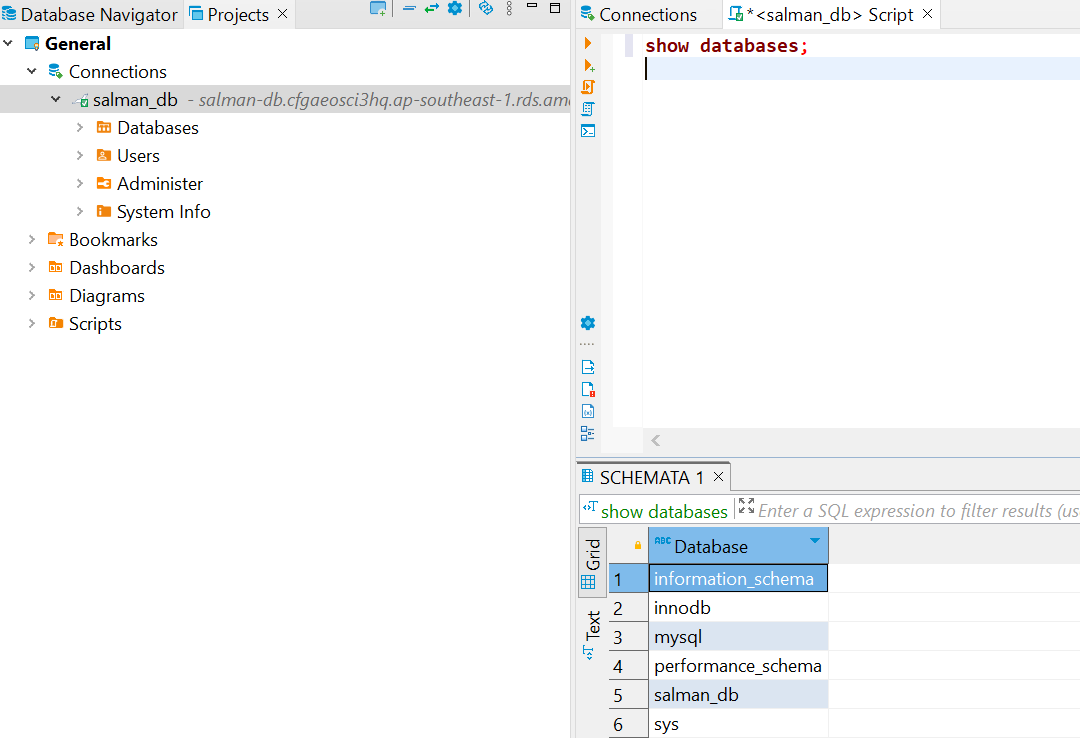 Database Navigator Projects
General
Connections
salman_db - salman-db.cfgaeosci3hq.ap-southeast-1.rds.ama
Databases
Users
Administer
System Info
Bookmarks
Dashboards
Diagrams
Scripts
Connections *<salman_db> Script
show databases;
SCHEMATA 1
show databases Enter a SQL expression to filter results (us
Grid
Text
ABC Database
1 information_schema
2 innodb
3 mysql
4 performance_schema
5 salman_db
6 sys